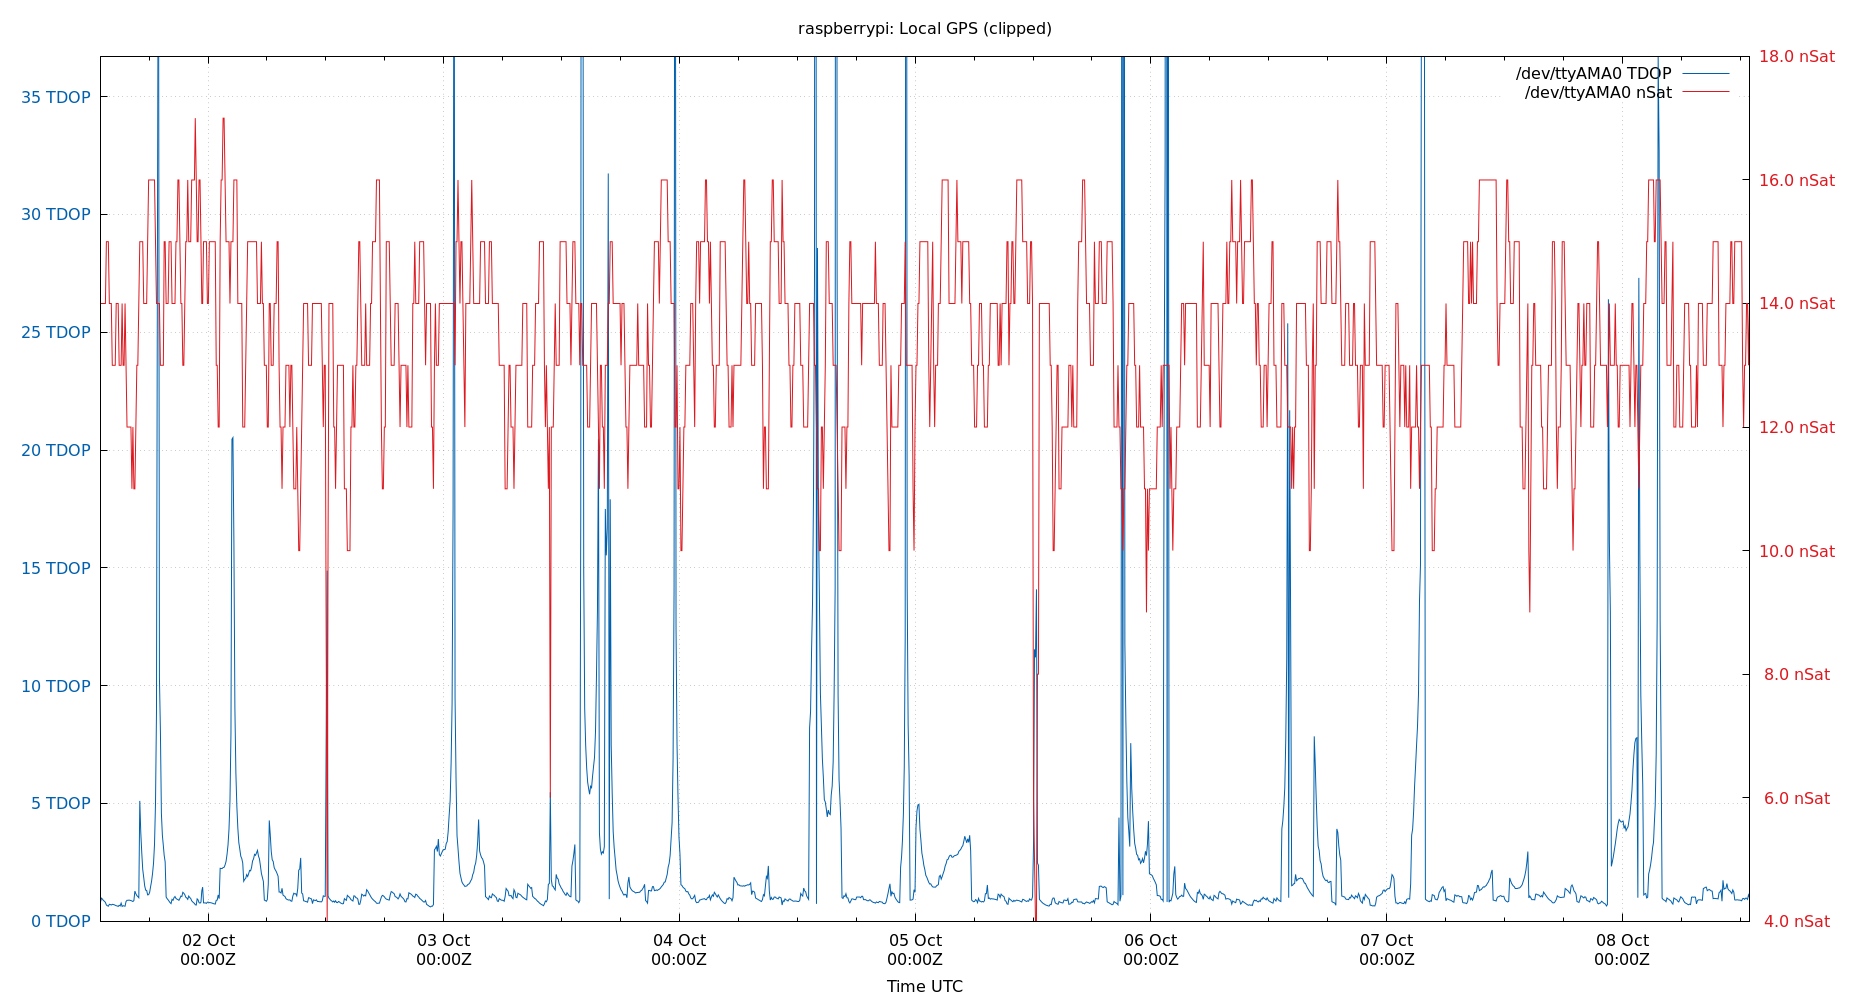 raspberrypi: Local GPS (clipped)
/dev/ttyAMA0 TDOP
/dev/ttyAMA0 nSat
35 TDOP
30 TDOP
25 TDOP
20 TDOP
15 TDOP
10 TDOP
5 TDOP
0 TDOP
18.0 nSat
16.0 nSat
14.0 nSat
12.0 nSat
10.0 nSat
8.0 nSat
6.0 nSat
4.0 nSat
02 Oct
00:00Z
03 Oct
00:00Z
04 Oct
00:00Z
05 Oct
00:00Z
06 Oct
00:00Z
07 Oct
00:00Z
08 Oct
00:00Z
Time UTC